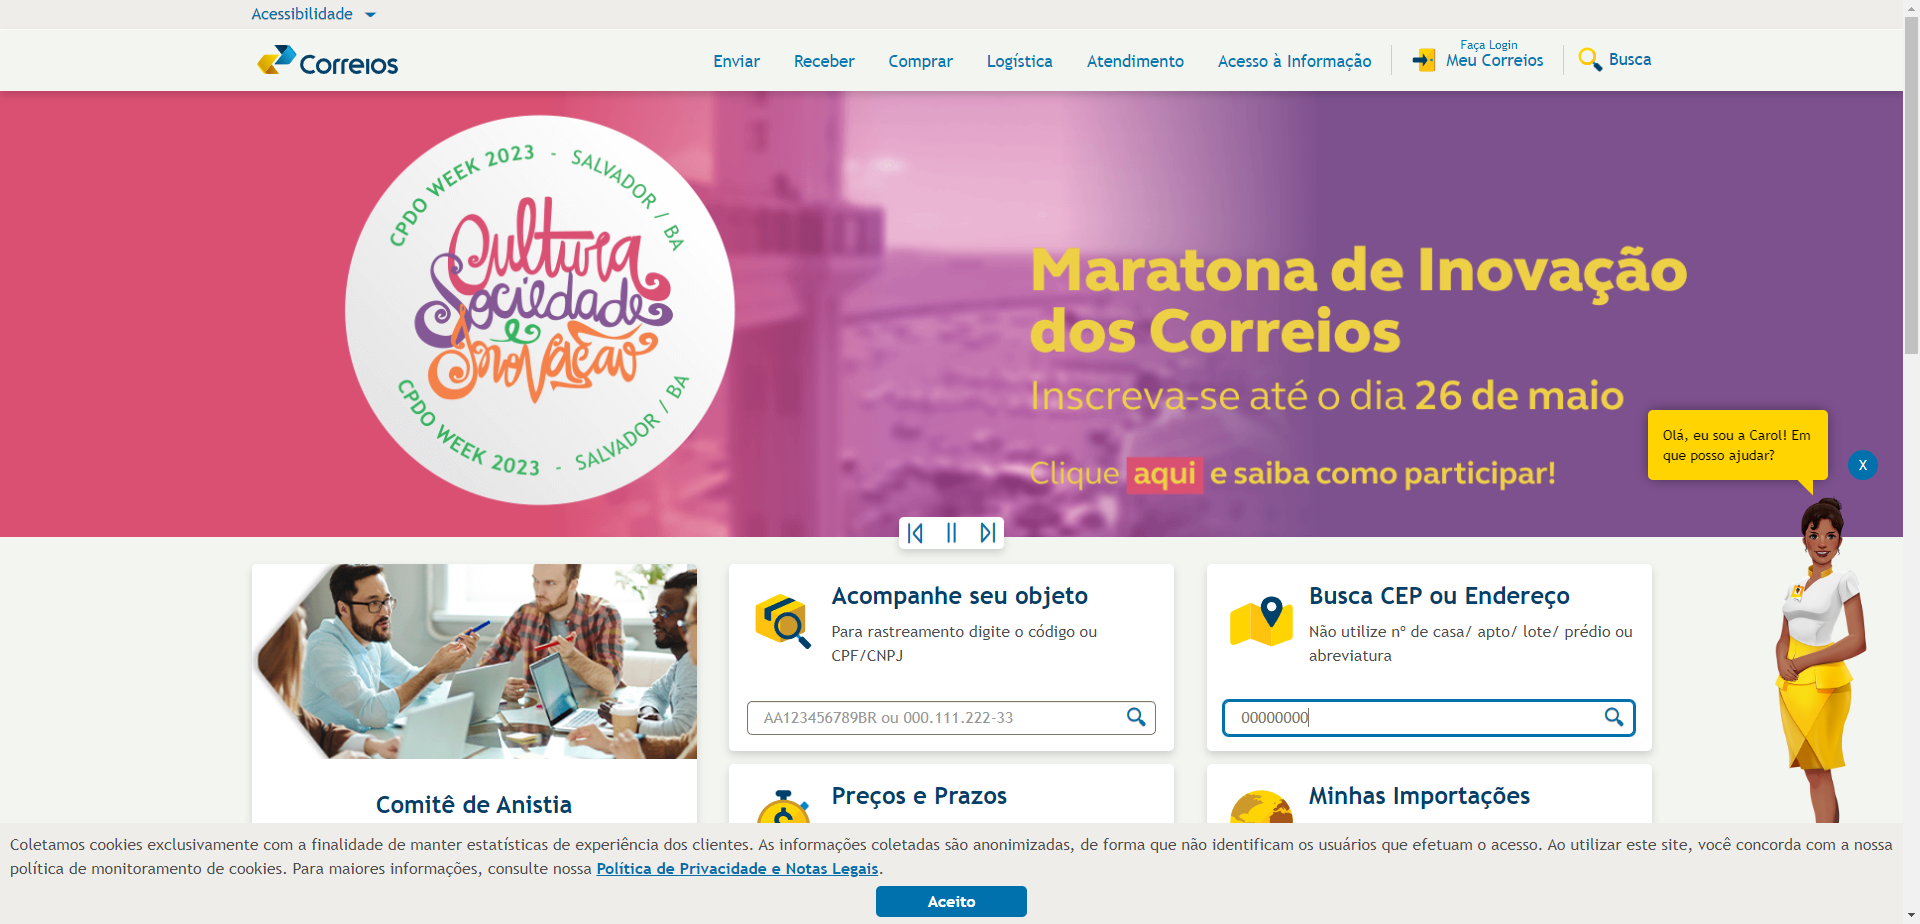 Acessibilidade
Correios
Enviar
Receber
Comprar
Logística
Atendimento
Acesso à Informação
Faça Login
Meu Correios
Busca
CPDO WEEK 2023 - SALVADOR / BA
Cultura
Sociedade
e
Inovação
CPDO WEEK 2023 - SALVADOR / BA
Maratona de Inovação
dos Correios
Inscreva-se até o dia 26 de maio
Clique aqui e saiba como participar!
Olá, eu sou a Carol! Em
que posso ajudar?
X
Comitê de Anistia
Acompanhe seu objeto
Para rastreamento digite o código ou
CPF/CNPJ
AA123456789BR ou 000.111.222-33
Busca CEP ou Endereço
Não utilize nº de casa/ apto/ lote/ prédio ou
abreviatura
00000000
Preços e Prazos
Minhas Importações
Coletamos cookies exclusivamente com a finalidade de manter estatísticas de experiência dos clientes. As informações coletadas são anonimizadas, de forma que não identificam os usuários que efetuam o acesso. Ao utilizar este site, você concorda com a nossa
política de monitoramento de cookies. Para maiores informações, consulte nossa Política de Privacidade e Notas Legais.
Aceito